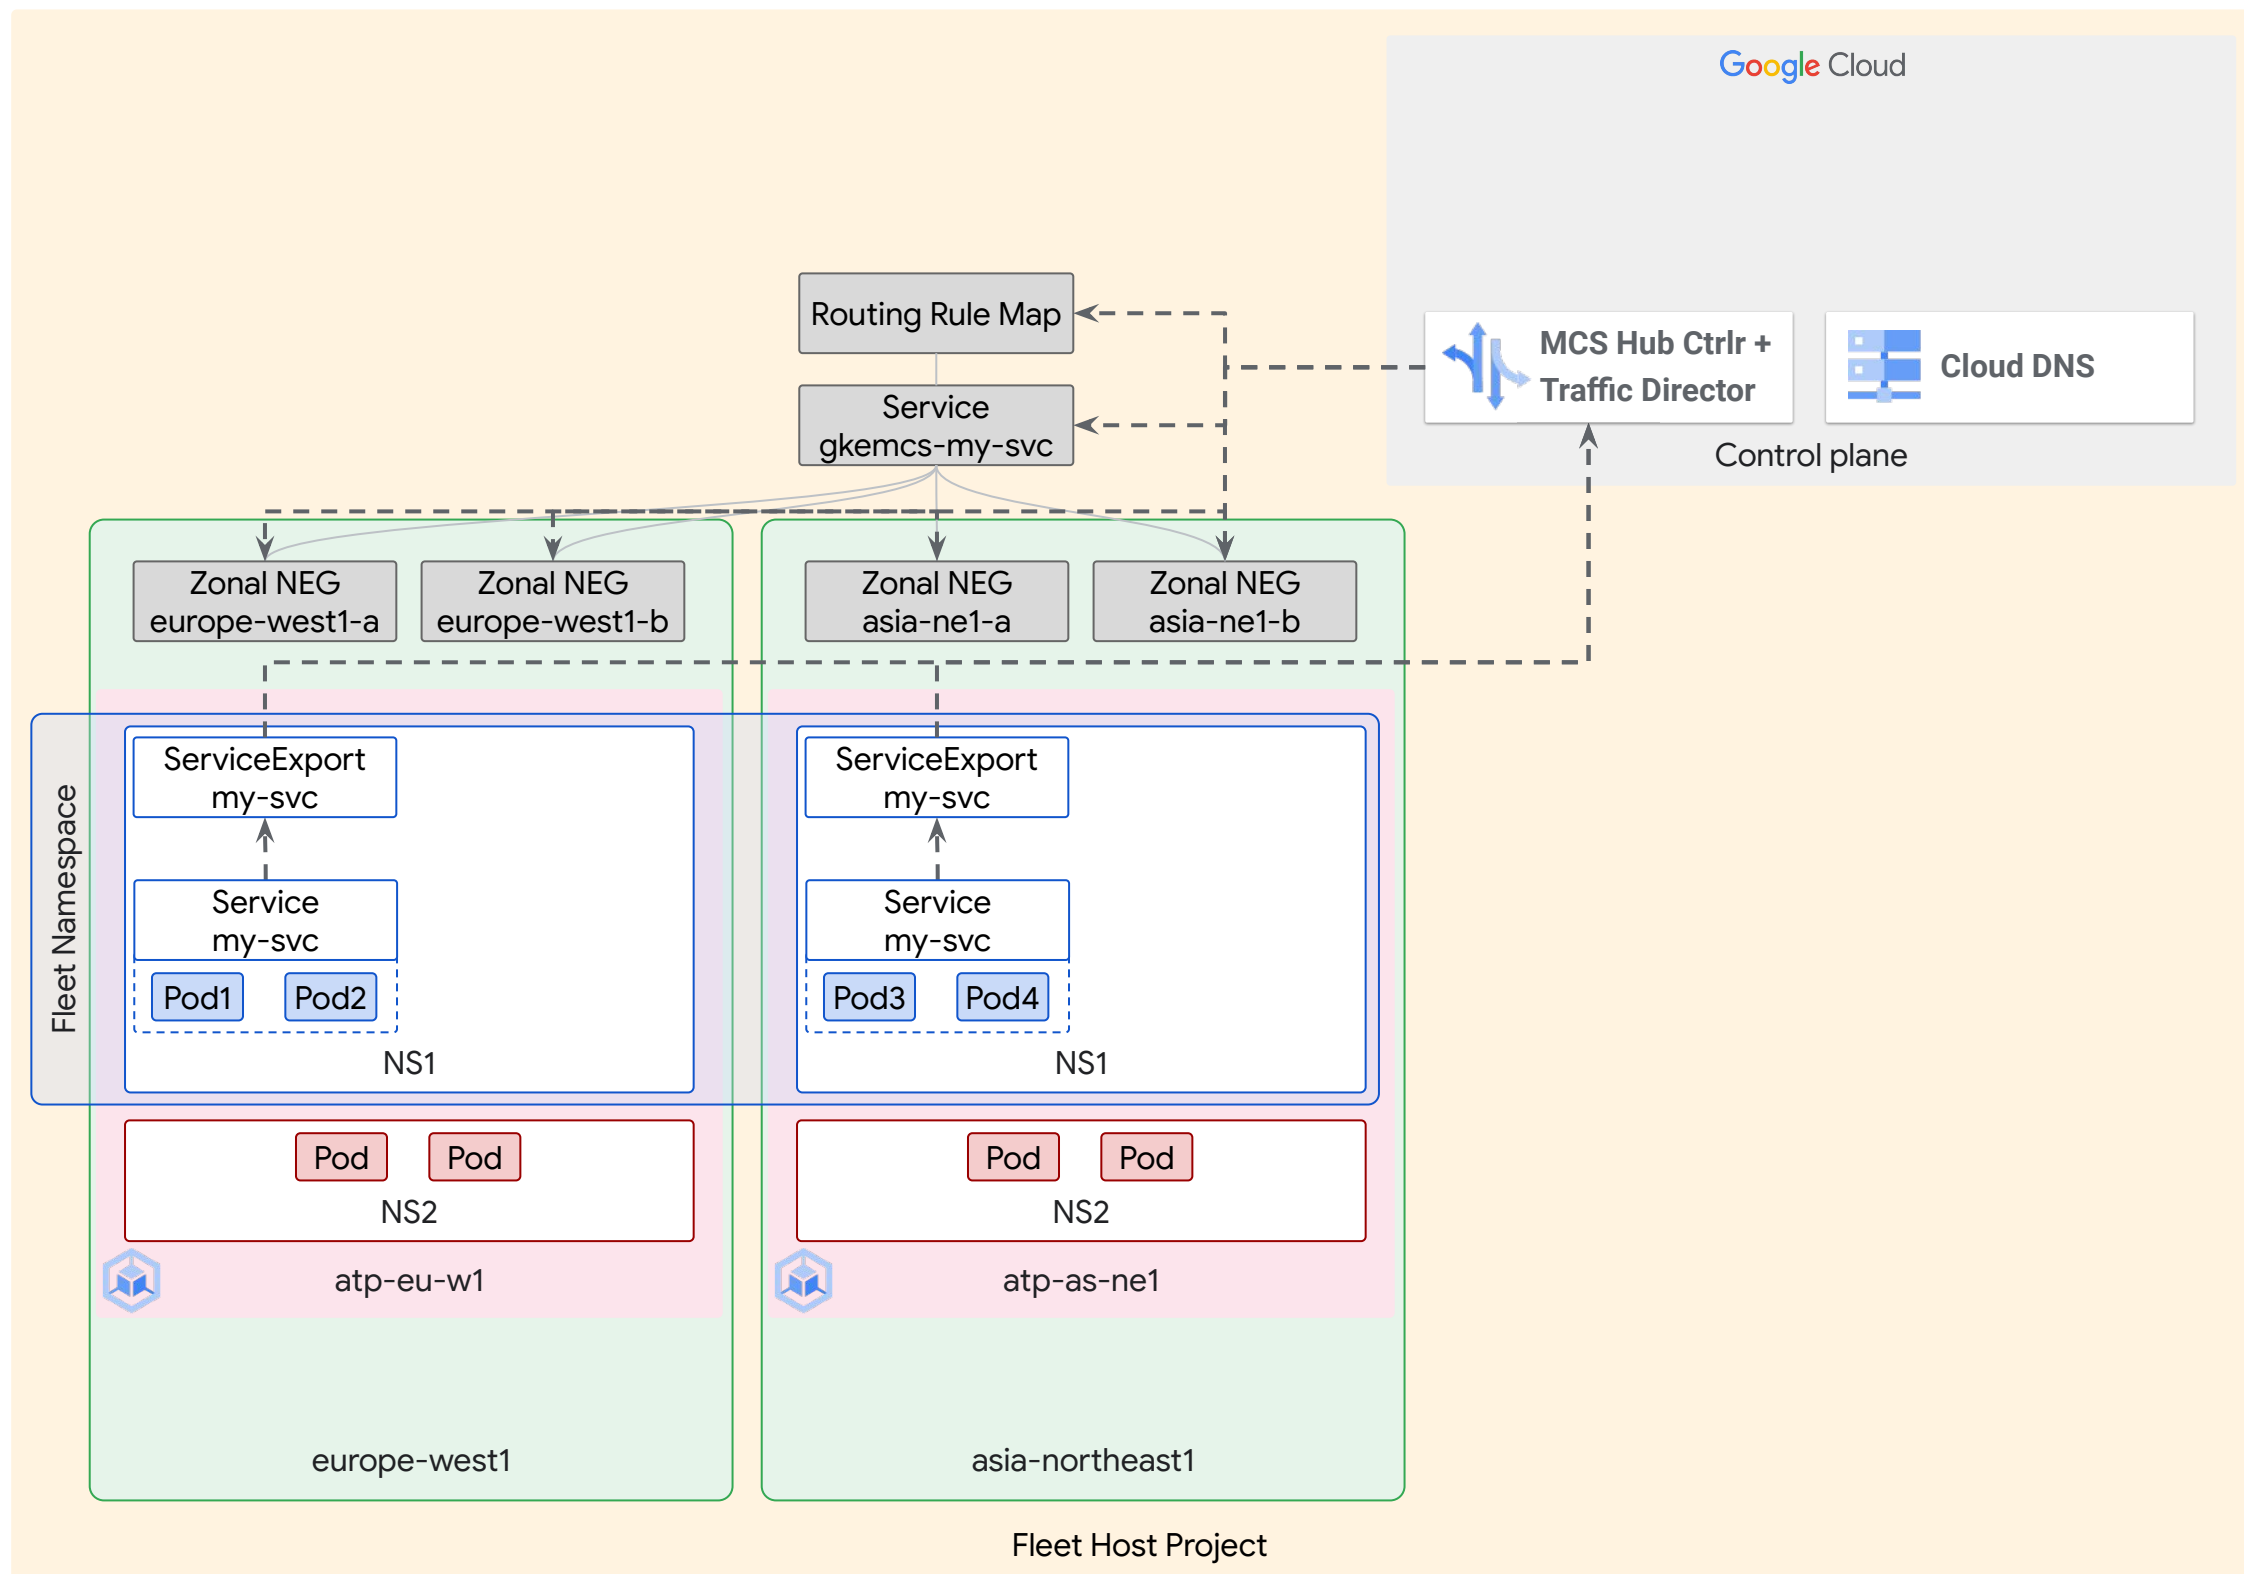 Google Cloud
Routing Rule Map
MCS Hub Ctrlr +
Traffic Director
Cloud DNS
Control plane
Service
gkemcs-my-svc
Zonal NEG
europe-west1-a
Zonal NEG
europe-west1-b
Zonal NEG
asia-ne1-a
Zonal NEG
asia-ne1-b
Fleet Namespace
ServiceExport
my-svc
Service
my-svc
Pod1
Pod2
NS1
ServiceExport
my-svc
Service
my-svc
Pod3
Pod4
NS1
Pod
Pod
NS2
Pod
Pod
NS2
atp-eu-w1
atp-as-ne1
europe-west1
asia-northeast1
Fleet Host Project